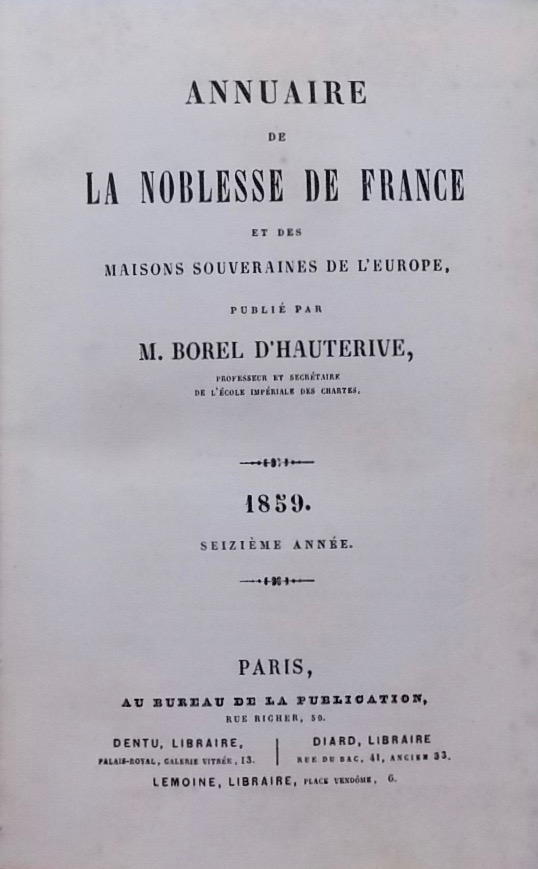 ANNUAIRE
DE
LA NOBLESSE DE FRANCE
ET DES
MAISONS SOUVERAINES DE L'EUROPE,
PUBLIÉ PAR
M. BOREL D'HAUTERIVE,
PROFESSEUR ET SECRÉTAIRE
DE L'ÉCOLE IMPÉRIALE DES CHARTES.
1859.
SEIZIÈME ANNÉE.
PARIS,
AU BUREAU DE LA PUBLICATION,
RUE RICHER, 50.
DENTU, LIBRAIRE,
PALAIS-ROYAL, GALERIE VITRÉE, 13.
DIARD, LIBRAIRE
RUE DU BAC, 41, ANCIEN 33.
LEMOINE, LIBRAIRE, PLACE VENDÔME, 6.